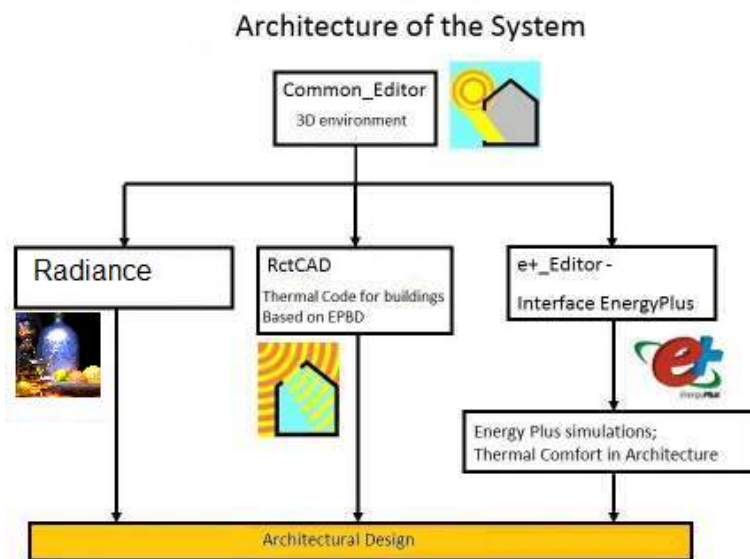 Architecture of the System
Common_Editor
3D environment
Radiance
RctCAD
Thermal Code for buildings
Based on EPBD
e+_Editor -
Interface EnergyPlus
e+
energyPlus
Energy Plus simulations;
Thermal Comfort in Architecture
Architectural Design